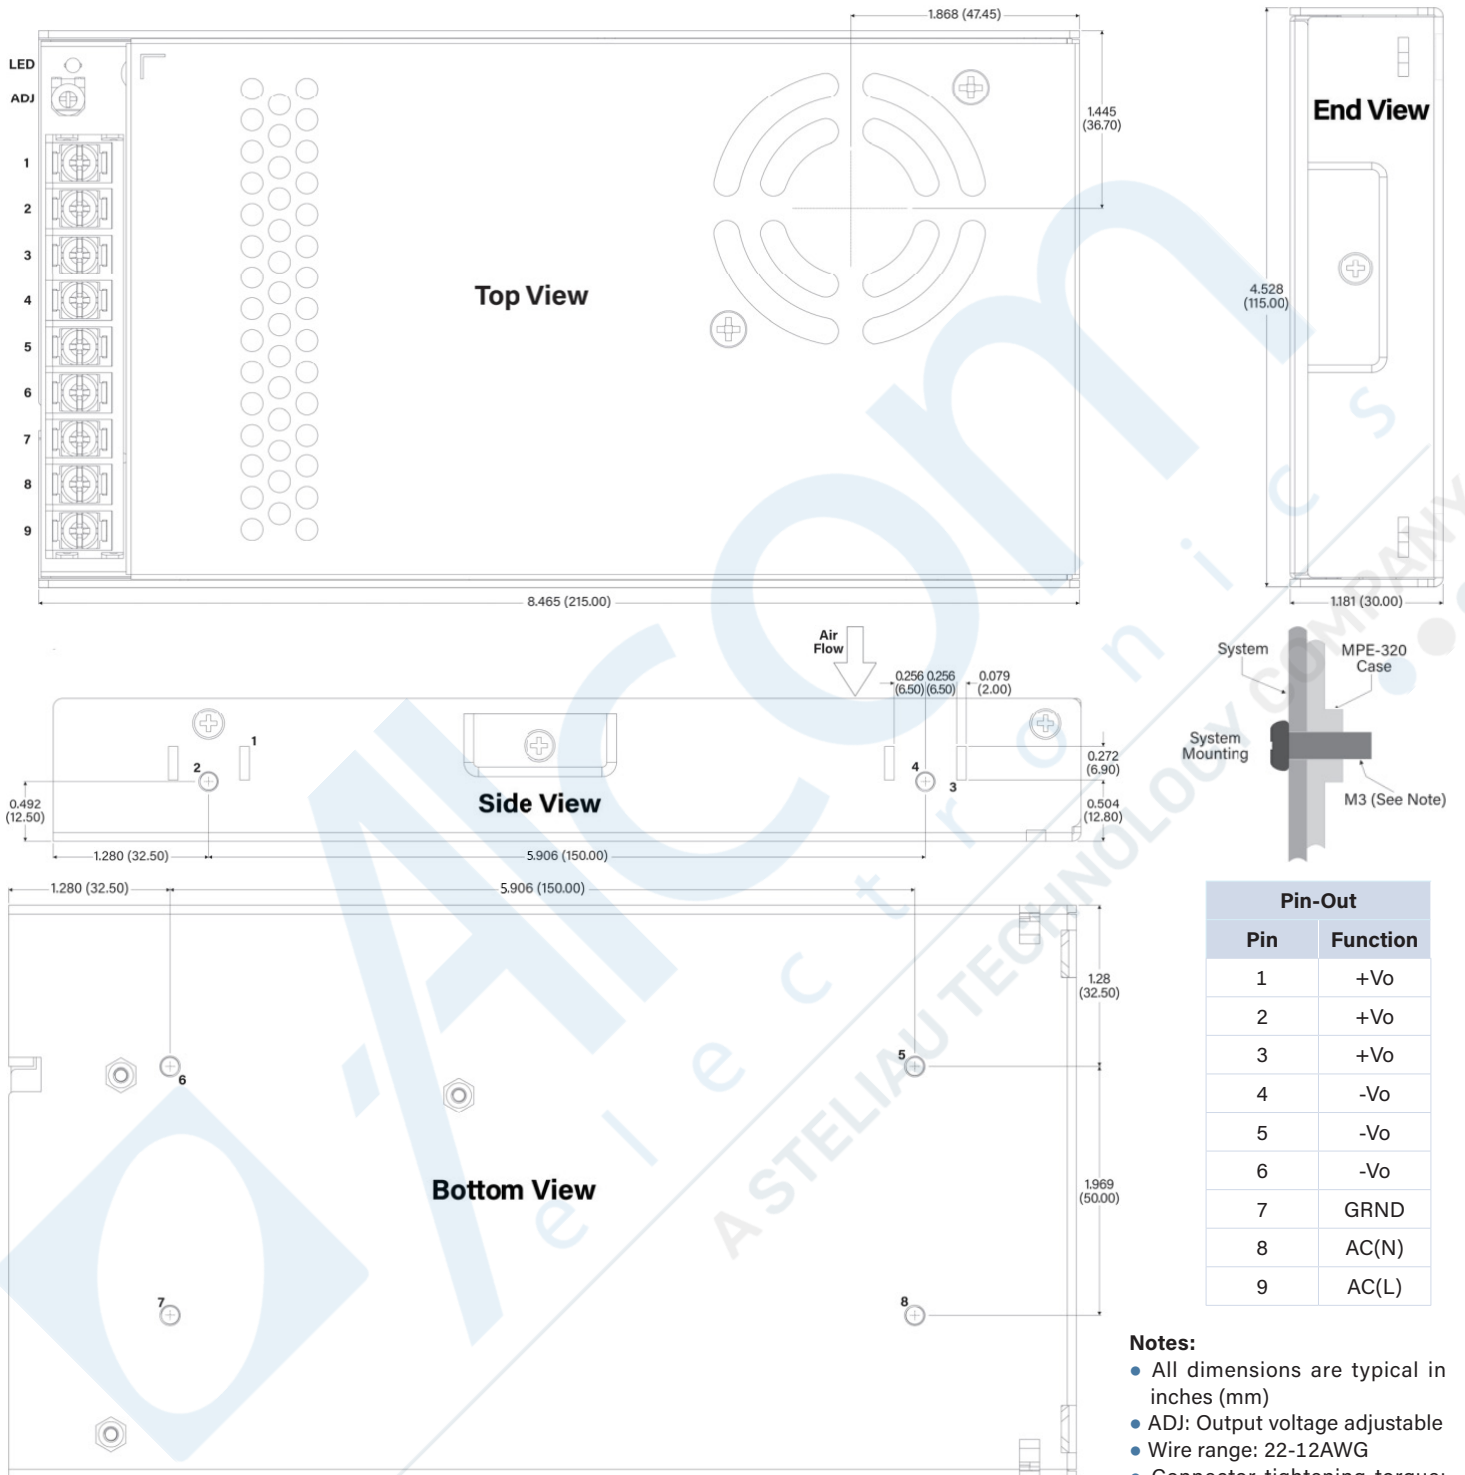 1.868 (47.45)
LED
ADJ
1
2
3
4
5
6
7
8
9
1.445
(36.70)
Top View
8.465 (215.00)
End View
4.528
(115.00)
1.181 (30.00)
Air
Flow
0.256 0.256
(6.50) (6.50)
0.079
(2.00)
1
2
4
3
0.272
(6.90)
0.492
(12.50)
Side View
0.504
(12.80)
1.280 (32.50)
5.906 (150.00)
System
MPE-320
Case
System
Mounting
M3 (See Note)
1.280 (32.50)
5.906 (150.00)
1.28
(32.50)
5
6
Bottom View
1.969
(50.00)
7
8
Pin-Out
Pin Function
1 +Vo
2 +Vo
3 +Vo
4 -Vo
5 -Vo
6 -Vo
7 GRND
8 AC(N)
9 AC(L)
Notes:
• All dimensions are typical in
inches (mm)
• ADJ: Output voltage adjustable
• Wire range: 22-12AWG
• Connector tightening torque:
Alcom
electronics
A STELIAU TECHNOLOGY COMPANY